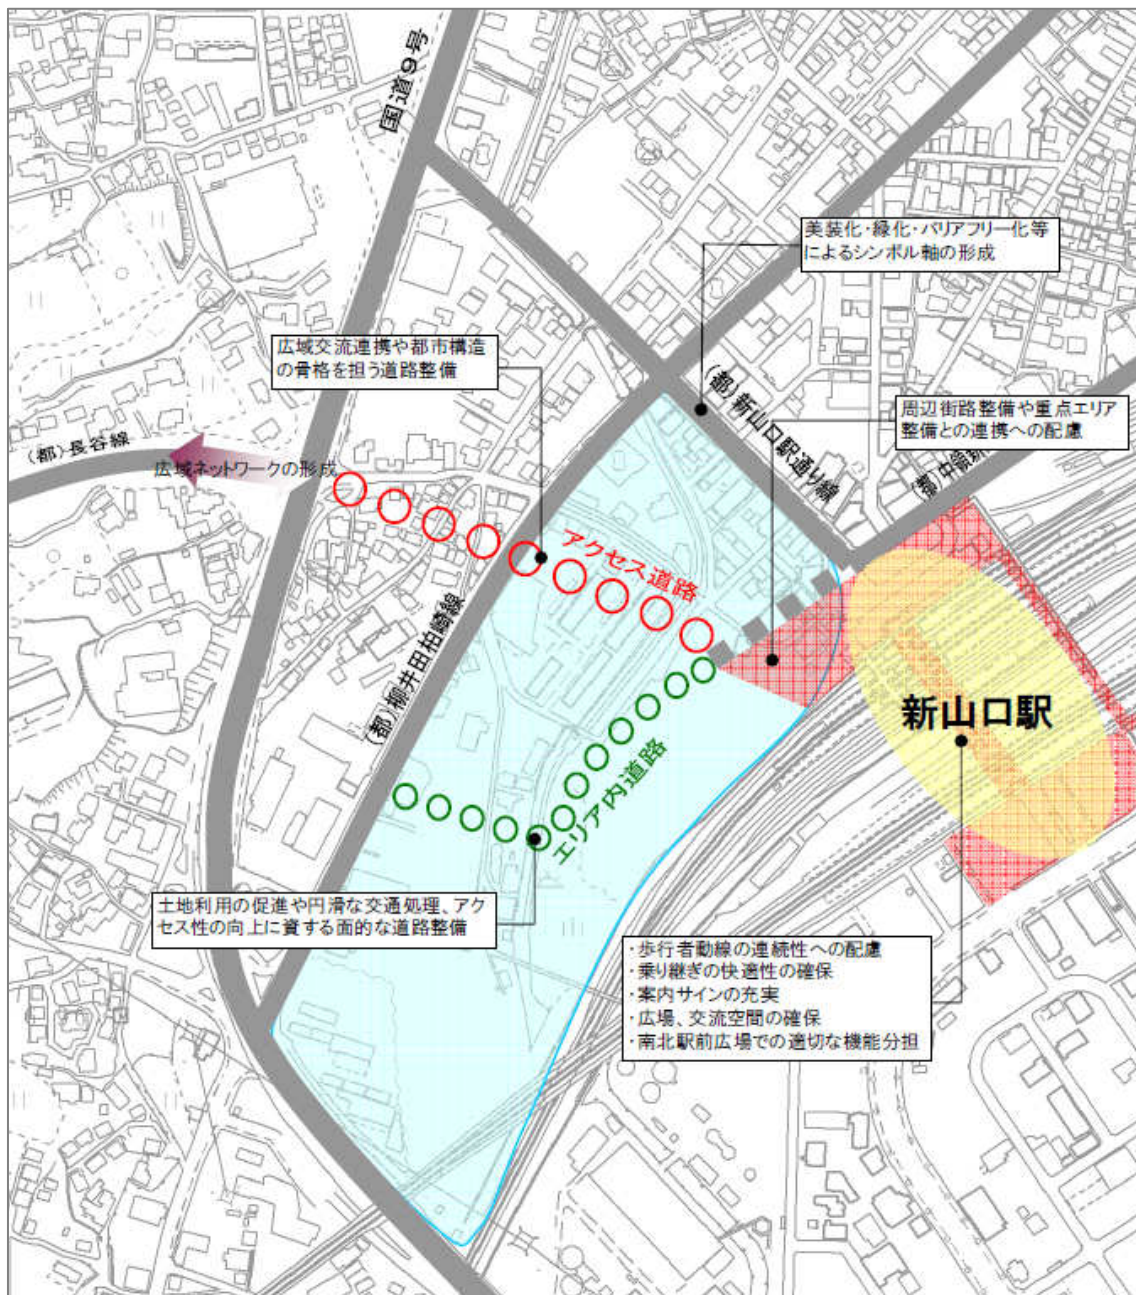 国道9号
美装化・緑化・バリアフリー化等
によるシンボル軸の形成
広域交流連携や都市構造
の骨格を担う道路整備
(都)新山口駅通り線
周辺街路整備や重点エリア
整備との連携への配慮
(都)長谷線
広域ネットワークの形成
(都)中領
アクセス道路
(都)柳井田柏崎線
新山口駅
エリア内道路
土地利用の促進や円滑な交通処理、アク
セス性の向上に資する面的な道路整備
・歩行者動線の連続性への配慮
・乗り継ぎの快適性の確保
・案内サインの充実
・広場、交流空間の確保
・南北駅前広場での適切な機能分担